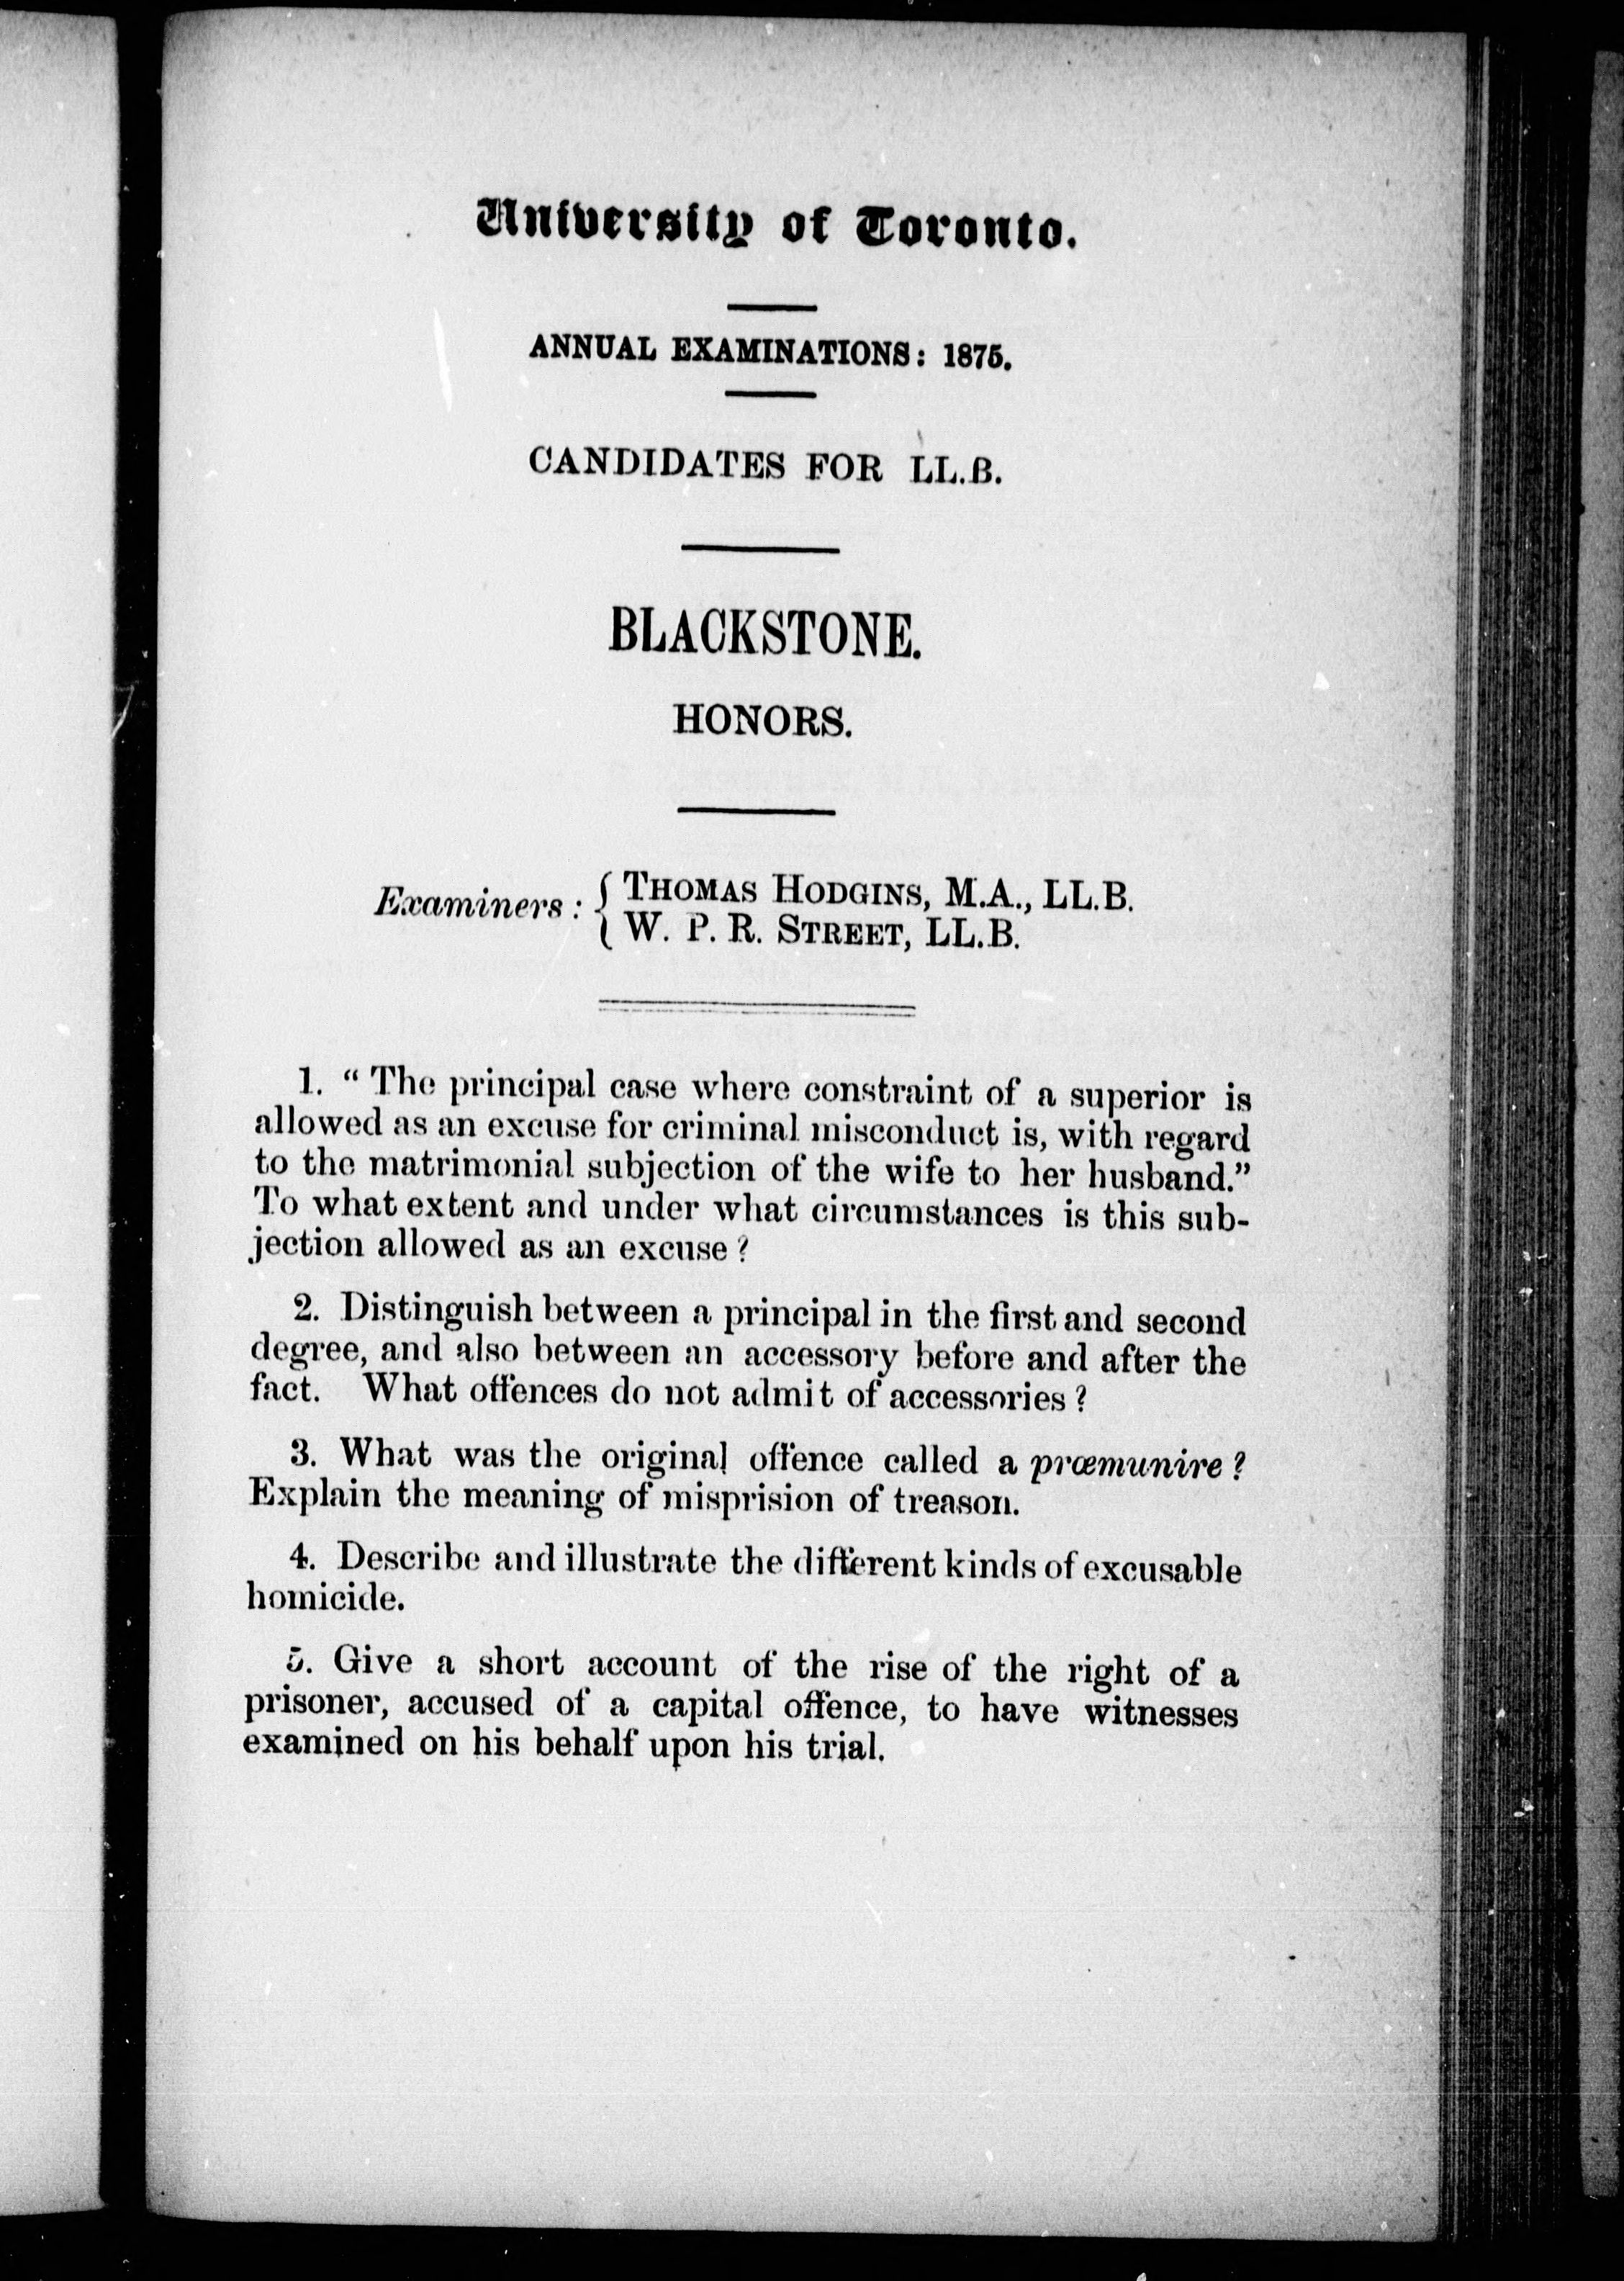 University of Toronto.
ANNUAL EXAMINATIONS: 1875.
CANDIDATES FOR LL.B.
BLACKSTONE.
HONORS.
Examiners: { THOMAS HODGINS, M.A., LL.B.
W. P. R. STREET, LL.B.
1. “The principal case where constraint of a superior is
allowed as an excuse for criminal misconduct is, with regard
to the matrimonial subjection of the wife to her husband.”
To what extent and under what circumstances is this sub-
jection allowed as an excuse?
2. Distinguish between a principal in the first and second
degree, and also between an accessory before and after the
fact. What offences do not admit of accessories?
3. What was the original offence called a prœmunire?
Explain the meaning of misprision of treason.
4. Describe and illustrate the different kinds of excusable
homicide.
5. Give a short account of the rise of the right of a
prisoner, accused of a capital offence, to have witnesses
examined on his behalf upon his trial.